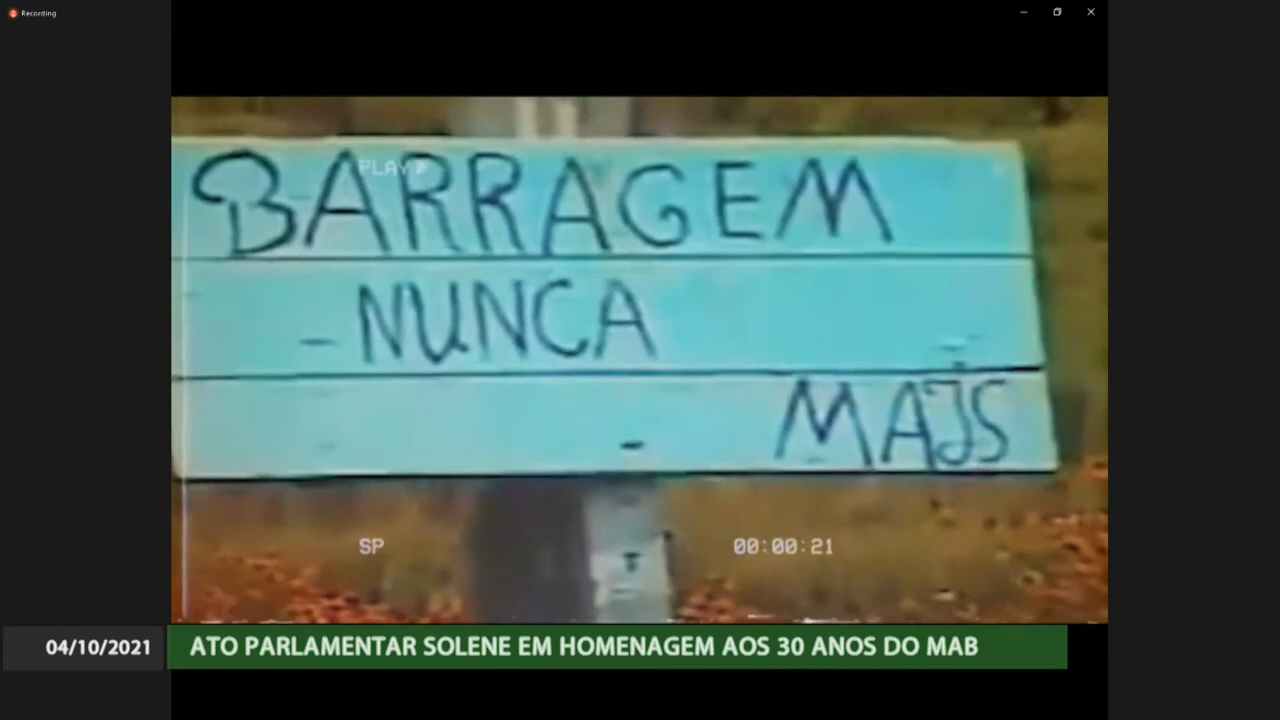 Recording
PLAY
BARRAGEM
- NUNCA
- MAIS
SP
00:00:21
04/10/2021
ATO PARLAMENTAR SOLENE EM HOMENAGEM AOS 30 ANOS DO MAB